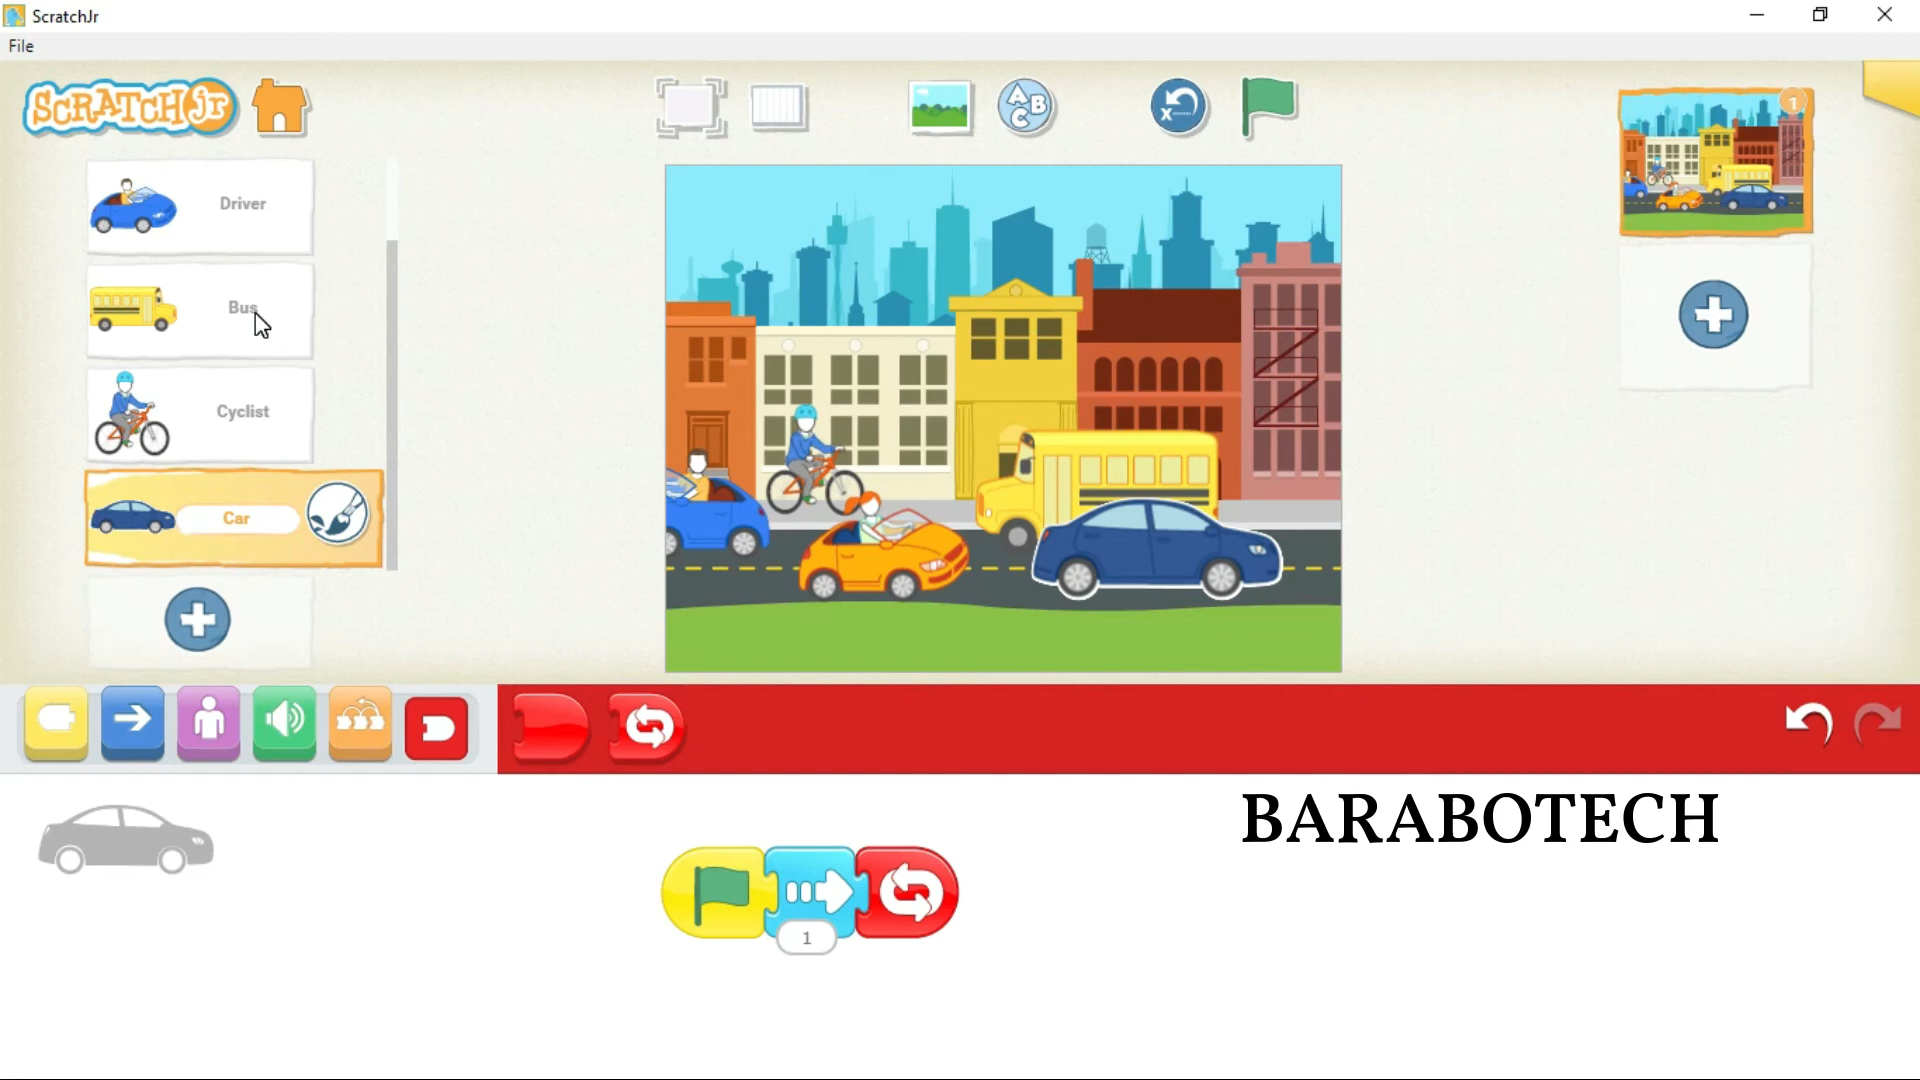 ScratchJr
File
SCRATCHJr
A B C
x
1
Driver
Bus
Cyclist
Car
BARABOTECH
1